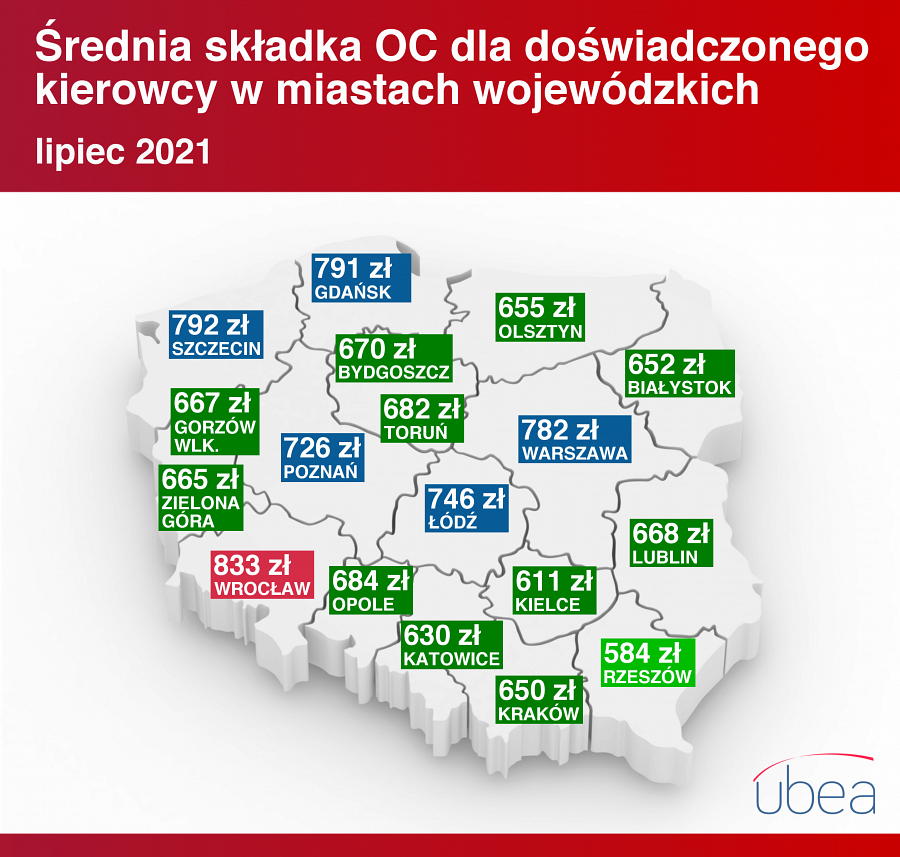 Średnia składka OC dla doświadczonego
kierowcy w miastach wojewódzkich
lipiec 2021
791 zł
GDAŃSK
792 zł
SZCZECIN
655 zł
OLSZTYN
670 zł
BYDGOSZCZ
652 zł
BIAŁYSTOK
667 zł
GORZÓW
WLK.
682 zł
TORUŃ
782 zł
WARSZAWA
726 zł
POZNAŃ
665 zł
ZIELONA
GÓRA
746 zł
ŁÓDŹ
668 zł
LUBLIN
833 zł
WROCŁAW
684 zł
OPOLE
611 zł
KIELCE
630 zł
KATOWICE
584 zł
RZESZÓW
650 zł
KRAKÓW
ubea